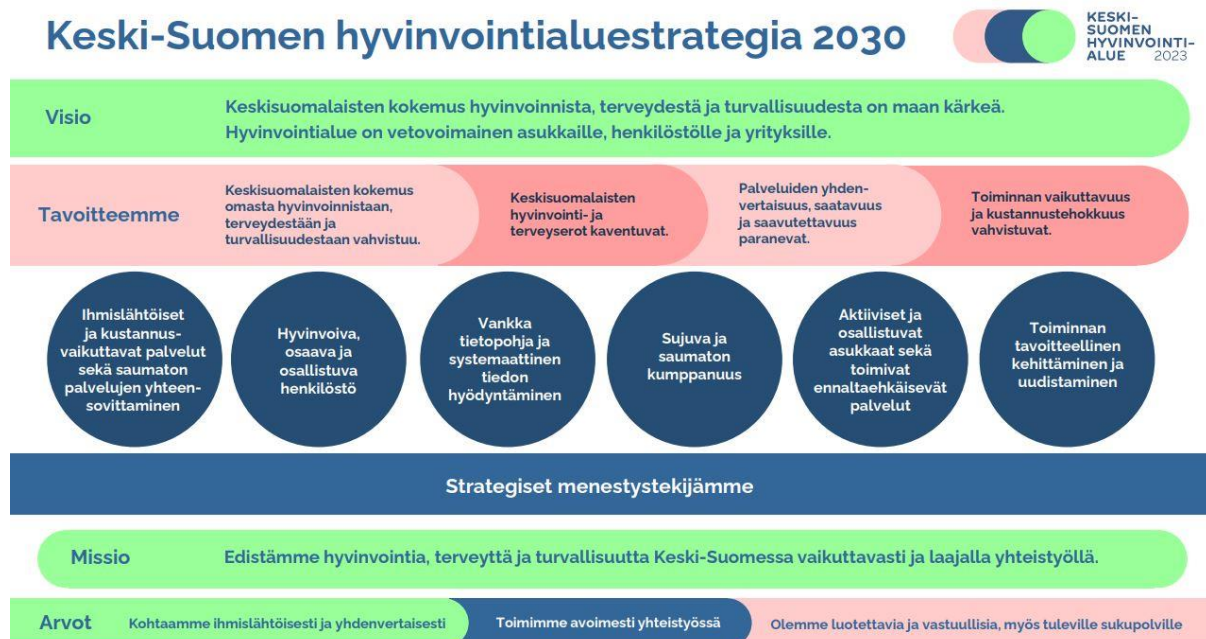 Keski-Suomen hyvinvointialuestrategia 2030
KESKI-
SUOMEN
HYVINVOINTI-
ALUE 2023
Visio
Keskisuomalaisten kokemus hyvinvoinnista, terveydestä ja turvallisuudesta on maan kärkeä.
Hyvinvointialue on vetovoimainen asukkaille, henkilöstölle ja yrityksille.
Tavoitteemme
Keskisuomalaisten kokemus
omasta hyvinvoinnistaan,
terveydestään ja
turvallisuudestaan vahvistuu.
Keskisuomalaisten
hyvinvointi- ja
terveyserot kaventuvat.
Palveluiden yhden-
vertaisuus, saatavuus
ja saavutettavuus
paranevat.
Toiminnan vaikuttavuus
ja kustannustehokkuus
vahvistuvat.
Ihmislähtöiset
ja kustannus-
vaikuttavat palvelut
sekä saumaton
palvelujen yhteen-
sovittaminen
Hyvinvoiva,
osaava ja
osallistuva
henkilöstö
Vankka
tietopohja ja
systemaattinen
tiedon
hyödyntäminen
Sujuva ja
saumaton
kumppanuus
Aktiiviset ja
osallistuvat
asukkaat sekä
toimivat
ennaltaehkäisevät
palvelut
Toiminnan
tavoitteellinen
kehittäminen ja
uudistaminen
Strategiset menestystekijämme
Missio
Edistämme hyvinvointia, terveyttä ja turvallisuutta Keski-Suomessa vaikuttavasti ja laajalla yhteistyöllä.
Arvot
Kohtaamme ihmislähtöisesti ja yhdenvertaisesti
Toimimme avoimesti yhteistyössä
Olemme luotettavia ja vastuullisia, myös tuleville sukupolville